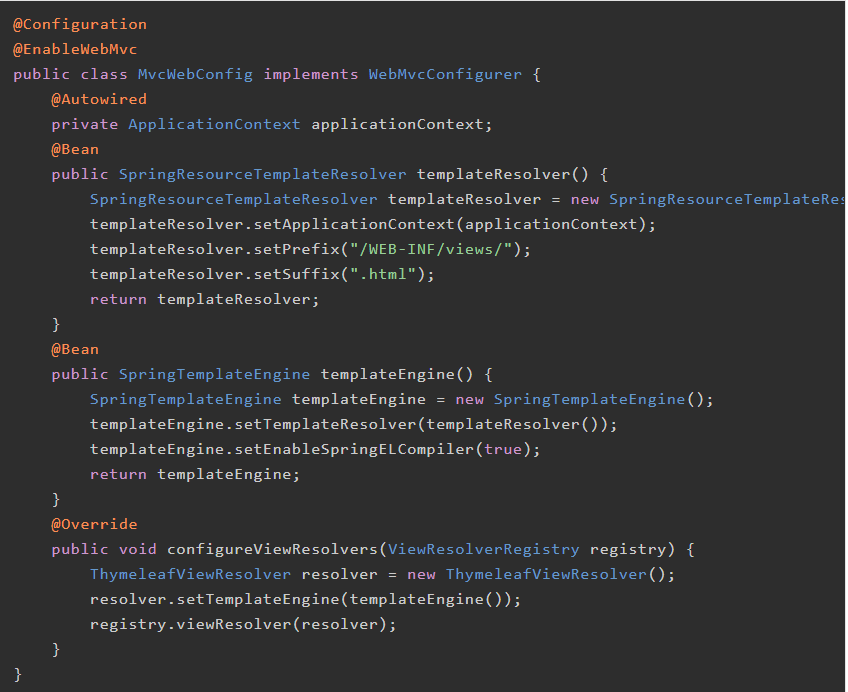 @Configuration
@EnableWebMvc
public class MvcWebConfig implements WebMvcConfigurer {
    @Autowired
    private ApplicationContext applicationContext;
    @Bean
    public SpringResourceTemplateResolver templateResolver() {
        SpringResourceTemplateResolver templateResolver = new SpringResourceTemplateRes
        templateResolver.setApplicationContext(applicationContext);
        templateResolver.setPrefix("/WEB-INF/views/");
        templateResolver.setSuffix(".html");
        return templateResolver;
    }
    @Bean
    public SpringTemplateEngine templateEngine() {
        SpringTemplateEngine templateEngine = new SpringTemplateEngine();
        templateEngine.setTemplateResolver(templateResolver());
        templateEngine.setEnableSpringELCompiler(true);
        return templateEngine;
    }
    @Override
    public void configureViewResolvers(ViewResolverRegistry registry) {
        ThymeleafViewResolver resolver = new ThymeleafViewResolver();
        resolver.setTemplateEngine(templateEngine());
        registry.viewResolver(resolver);
    }
}